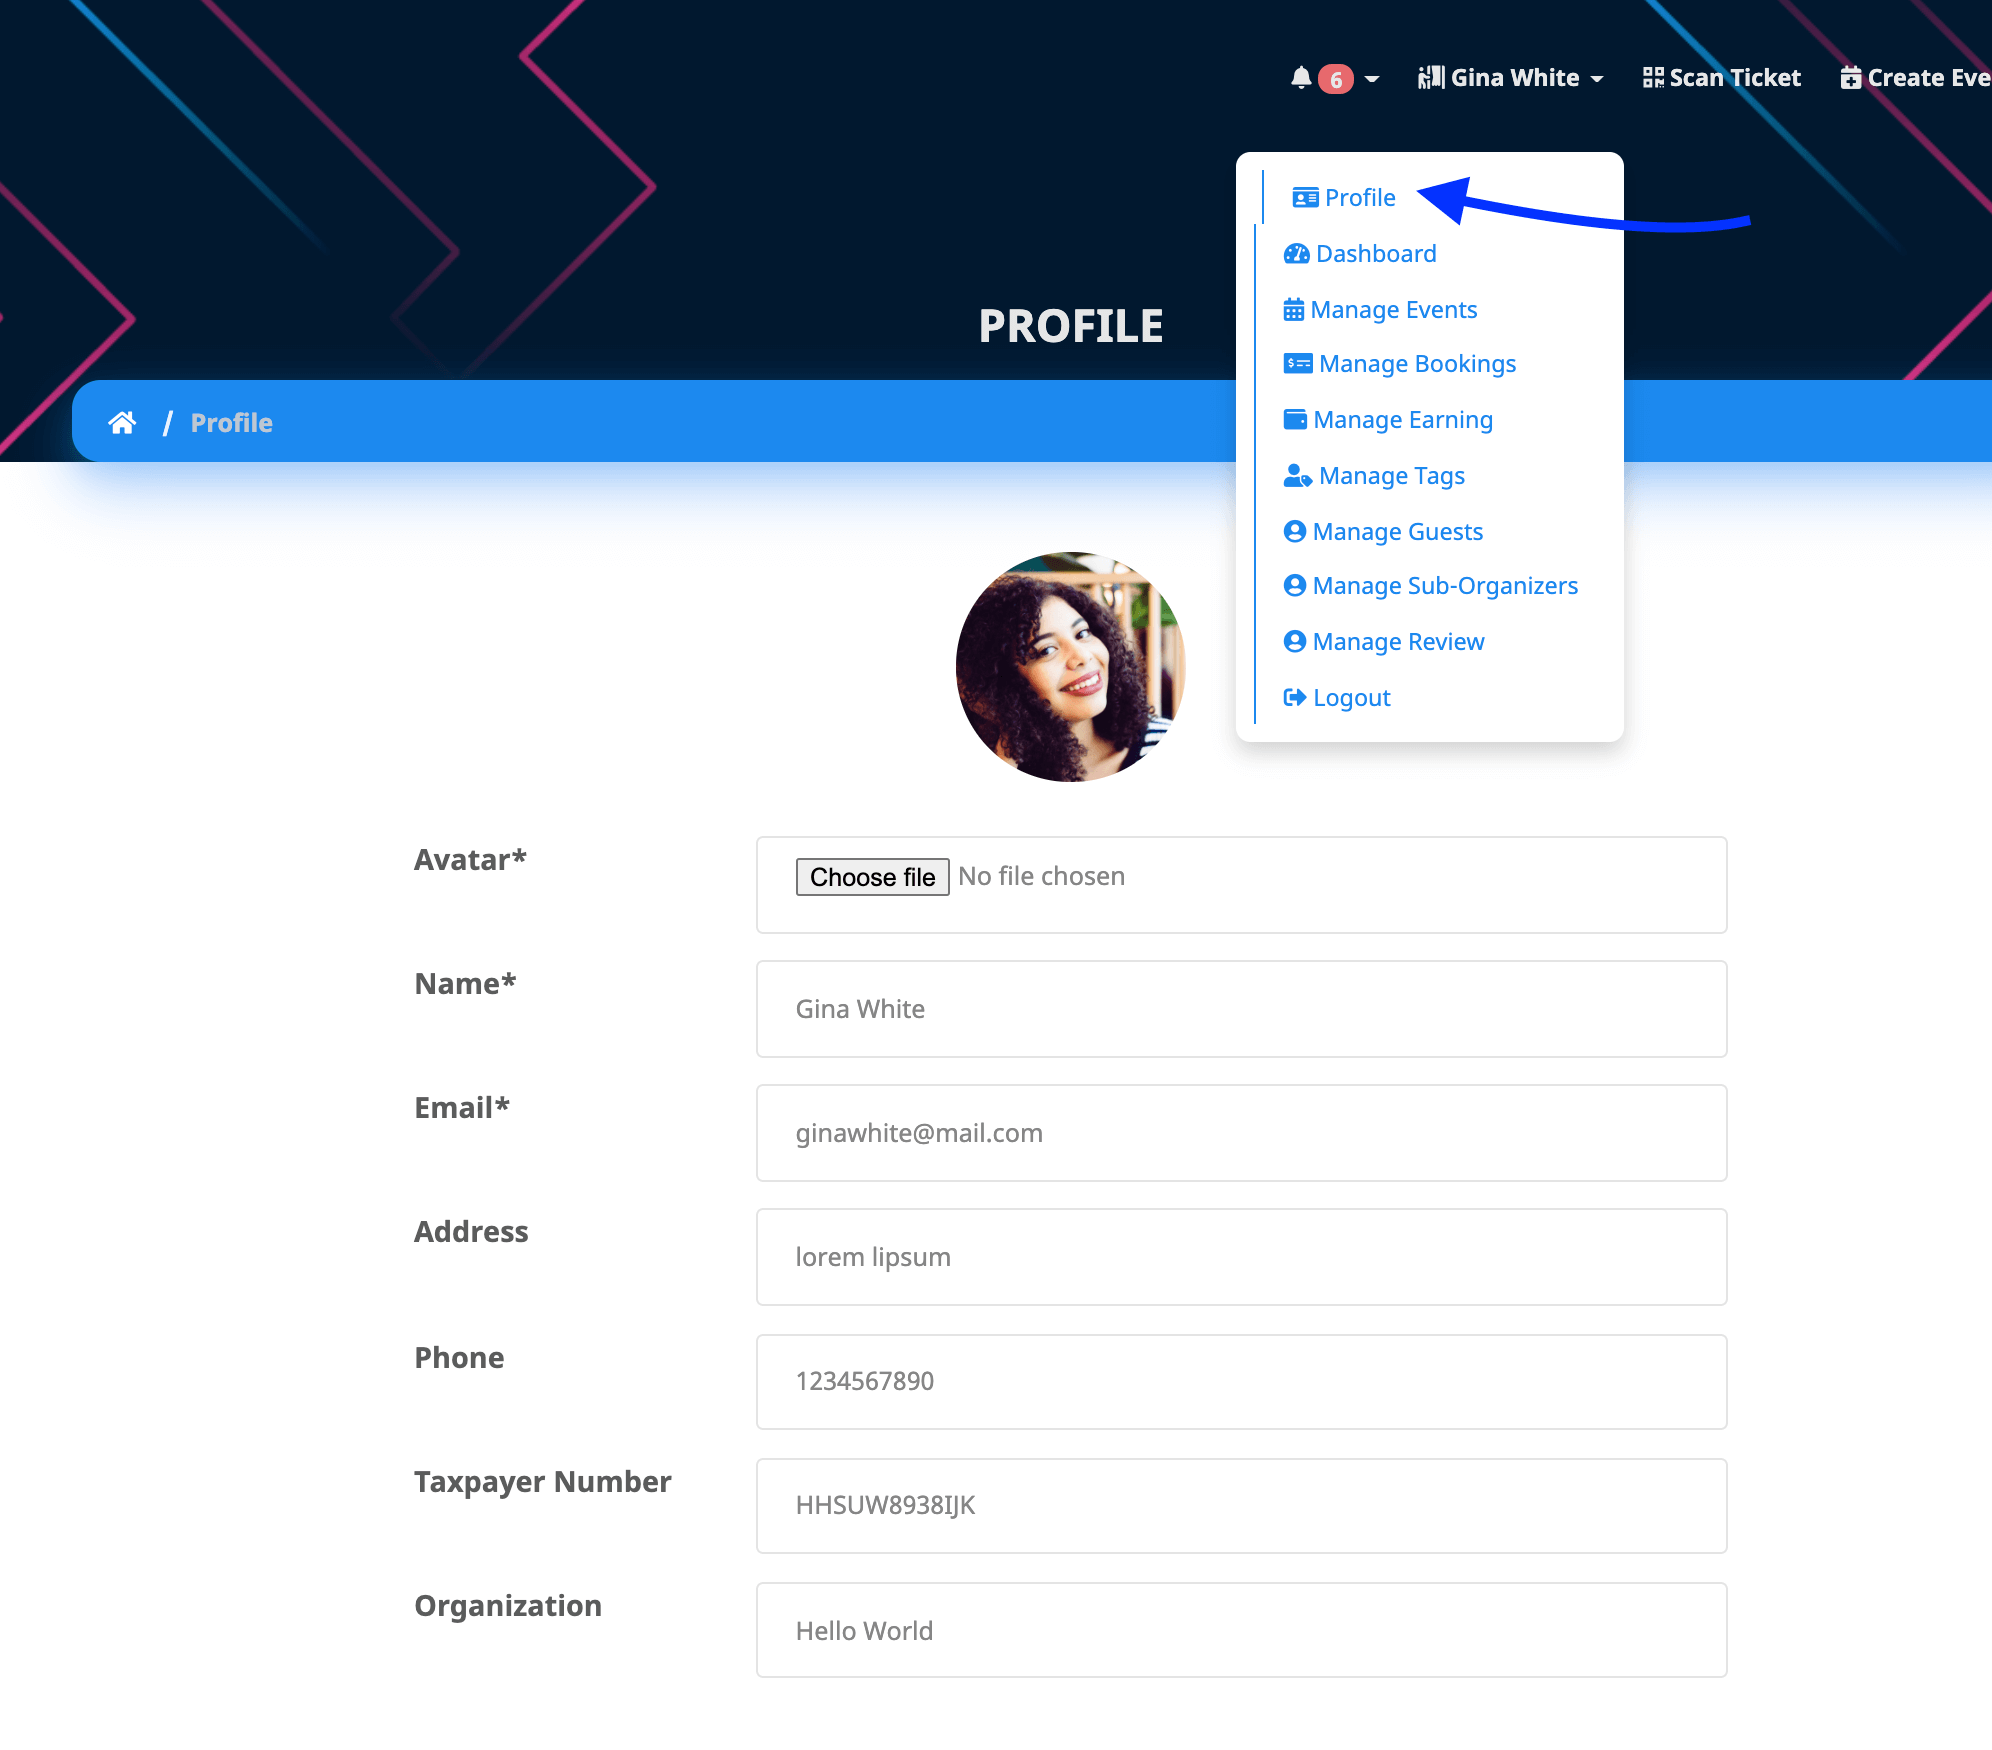 6 Gina White Scan Ticket Create Eve
Profile
Dashboard
Manage Events
PROFILE
Manage Bookings
/ Profile
Manage Earning
Manage Tags
Manage Guests
Manage Sub-Organizers
Manage Review
Logout
Avatar*
Choose file No file chosen
Name*
Gina White
Email*
ginawhite@mail.com
Address
lorem lipsum
Phone
1234567890
Taxpayer Number
HHSUW8938IJK
Organization
Hello World